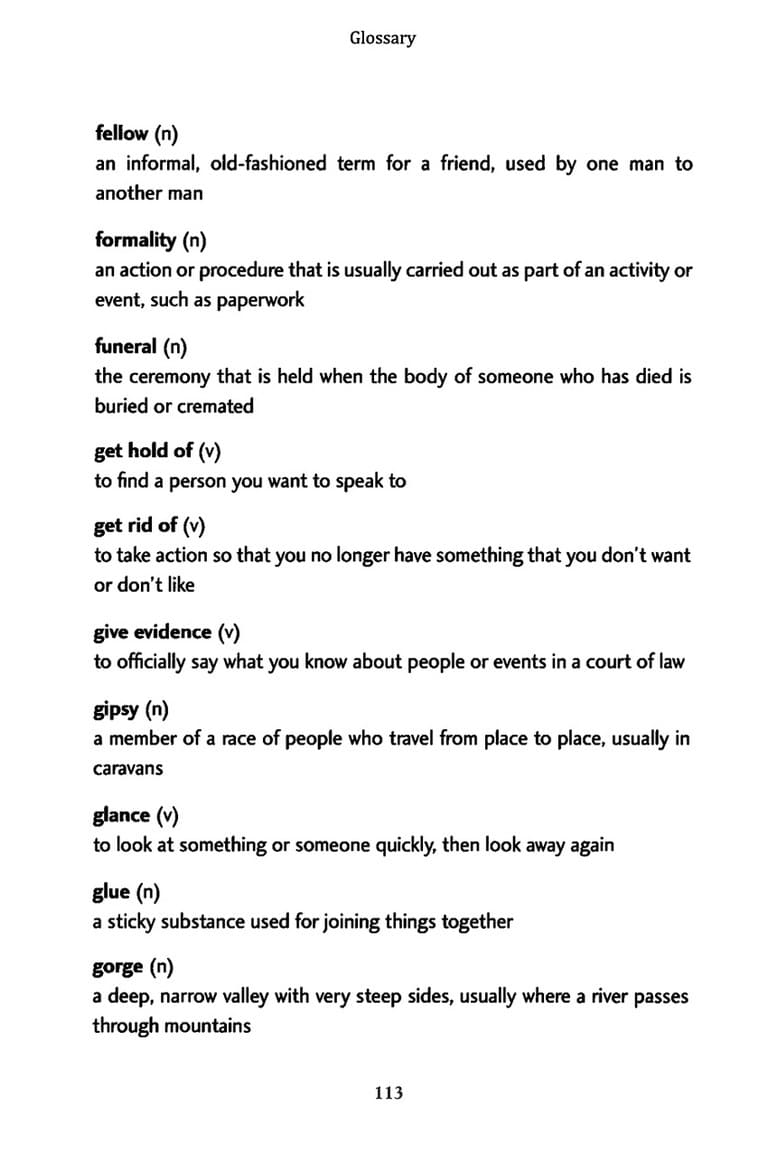 Glossary
fellow (n)
an informal, old-fashioned term for a friend, used by one man to
another man
formality (n)
an action or procedure that is usually carried out as part of an activity or
event, such as paperwork
funeral (n)
the ceremony that is held when the body of someone who has died is
buried or cremated
get hold of (v)
to find a person you want to speak to
get rid of (v)
to take action so that you no longer have something that you don't want
or don't like
give evidence (v)
to officially say what you know about people or events in a court of law
gipsy (n)
a member of a race of people who travel from place to place, usually in
caravans
glance (v)
to look at something or someone quickly, then look away again
glue (n)
a sticky substance used for joining things together
gorge (n)
a deep, narrow valley with very steep sides, usually where a river passes
through mountains
113